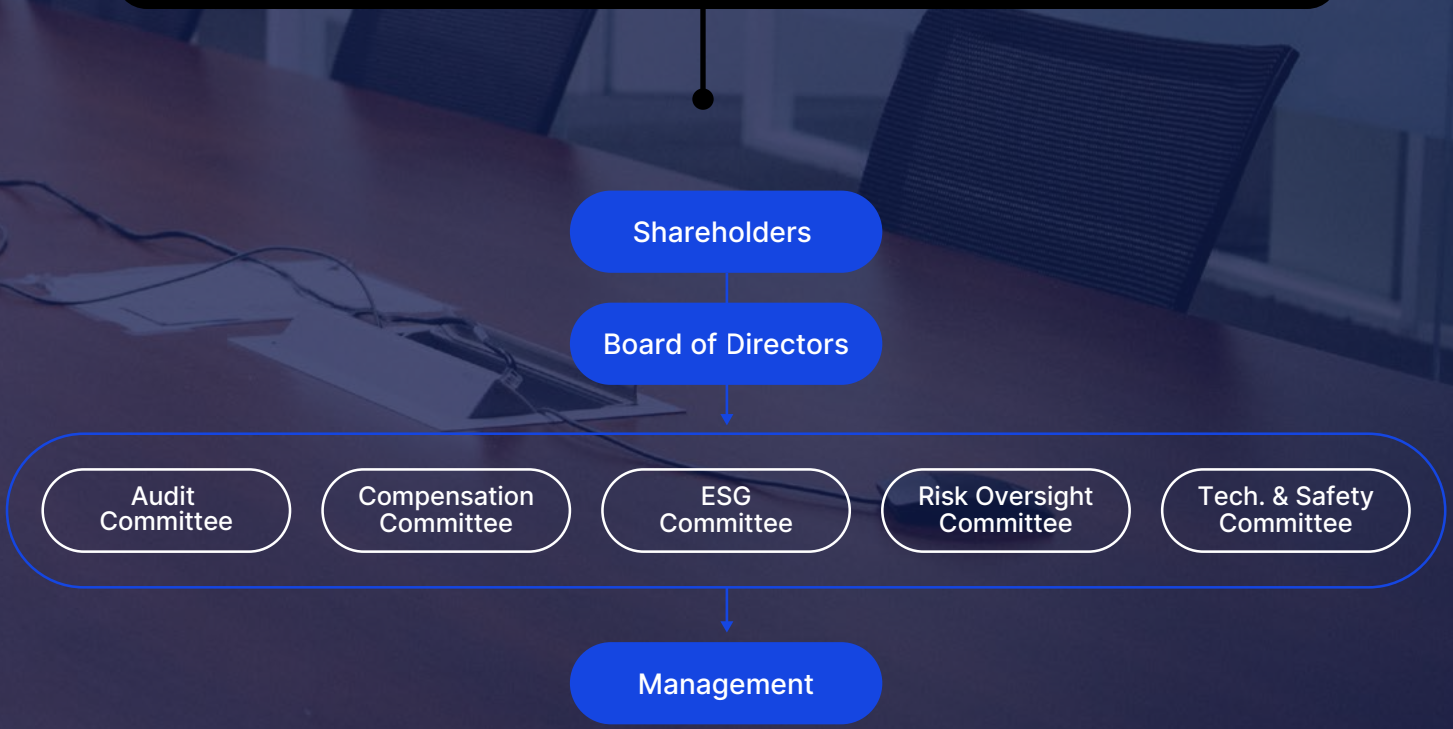 Shareholders
Board of Directors
Audit
Committee
Compensation
Committee
ESG
Committee
Risk Oversight
Committee
Tech. & Safety
Committee
Management